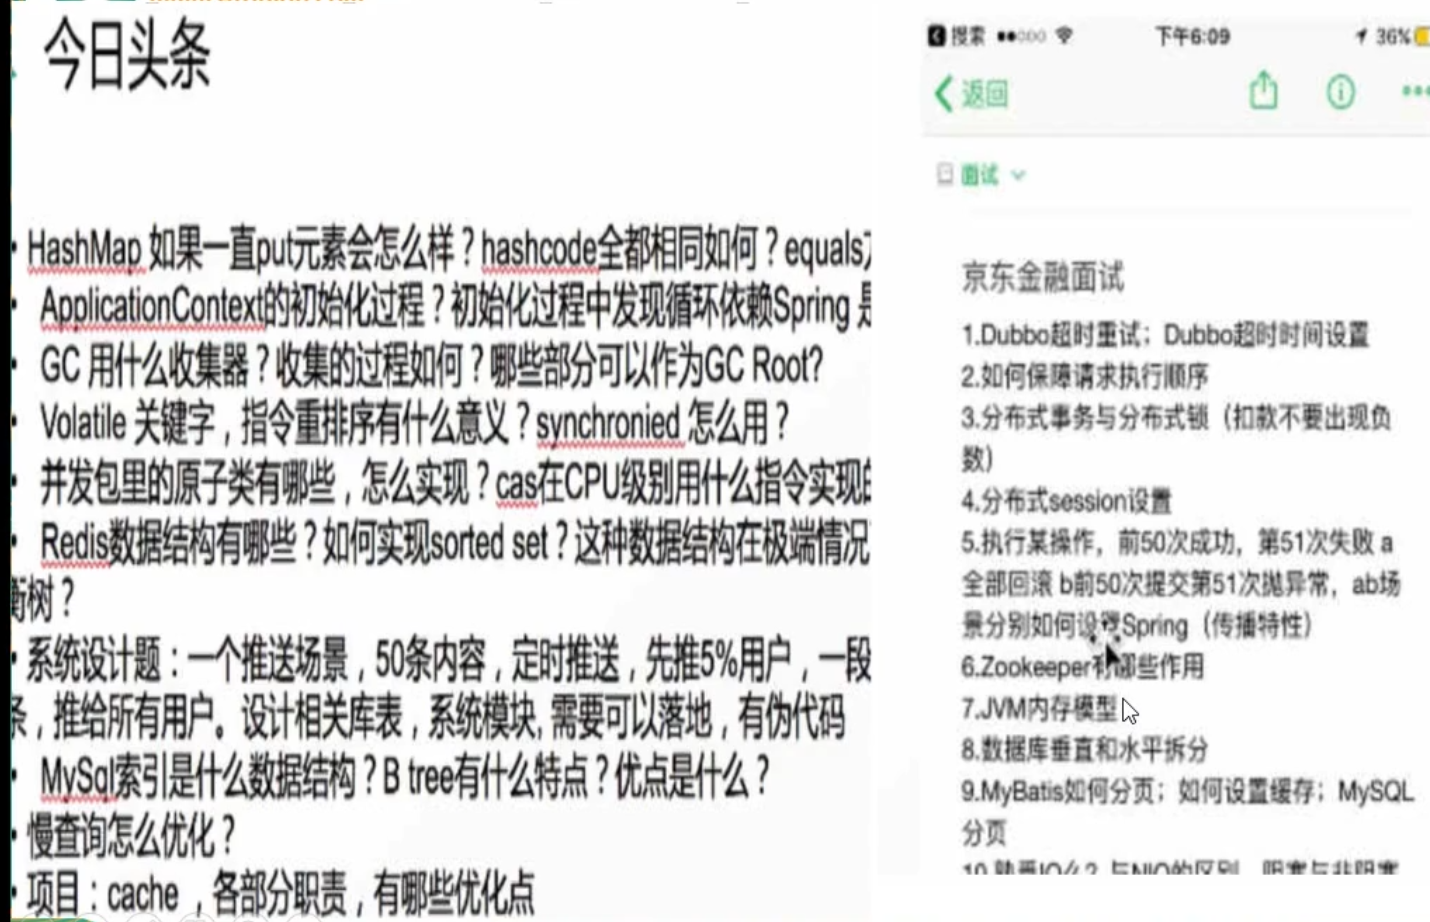 今日头条
HashMap 如果一直put元素会怎么样？hashcode全都相同如何？equals
ApplicationContext的初始化过程？初始化过程中发现循环依赖Spring 是
GC 用什么收集器？收集的过程如何？哪些部分可以作为GC Root?
Volatile 关键字，指令重排序有什么意义？synchronied 怎么用？
并发包里的原子类有哪些，怎么实现？cas在CPU级别用什么指令实现的
Redis数据结构有哪些？如何实现sorted set？这种数据结构在极端情况
衡树？
系统设计题：一个推送场景，50条内容，定时推送，先推5%用户，一段
条，推给所有用户。设计相关库表，系统模块, 需要可以落地，有伪代码
MySql索引是什么数据结构？B tree有什么特点？优点是什么？
慢查询怎么优化？
项目：cache ，各部分职责，有哪些优化点
搜索 下午6:09 36%
返回
面试
京东金融面试
1.Dubbo超时重试；Dubbo超时时间设置
2.如何保障请求执行顺序
3.分布式事务与分布式锁（扣款不要出现负
数）
4.分布式session设置
5.执行某操作，前50次成功，第51次失败 a
全部回滚 b前50次提交第51次抛异常，ab场
景分别如何设置Spring（传播特性）
6.Zookeeper有哪些作用
7.JVM内存模型
8.数据库垂直和水平拆分
9.MyBatis如何分页；如何设置缓存；MySQL
分页
10.熟悉IO么？与NIO的区别，阻塞与非阻塞